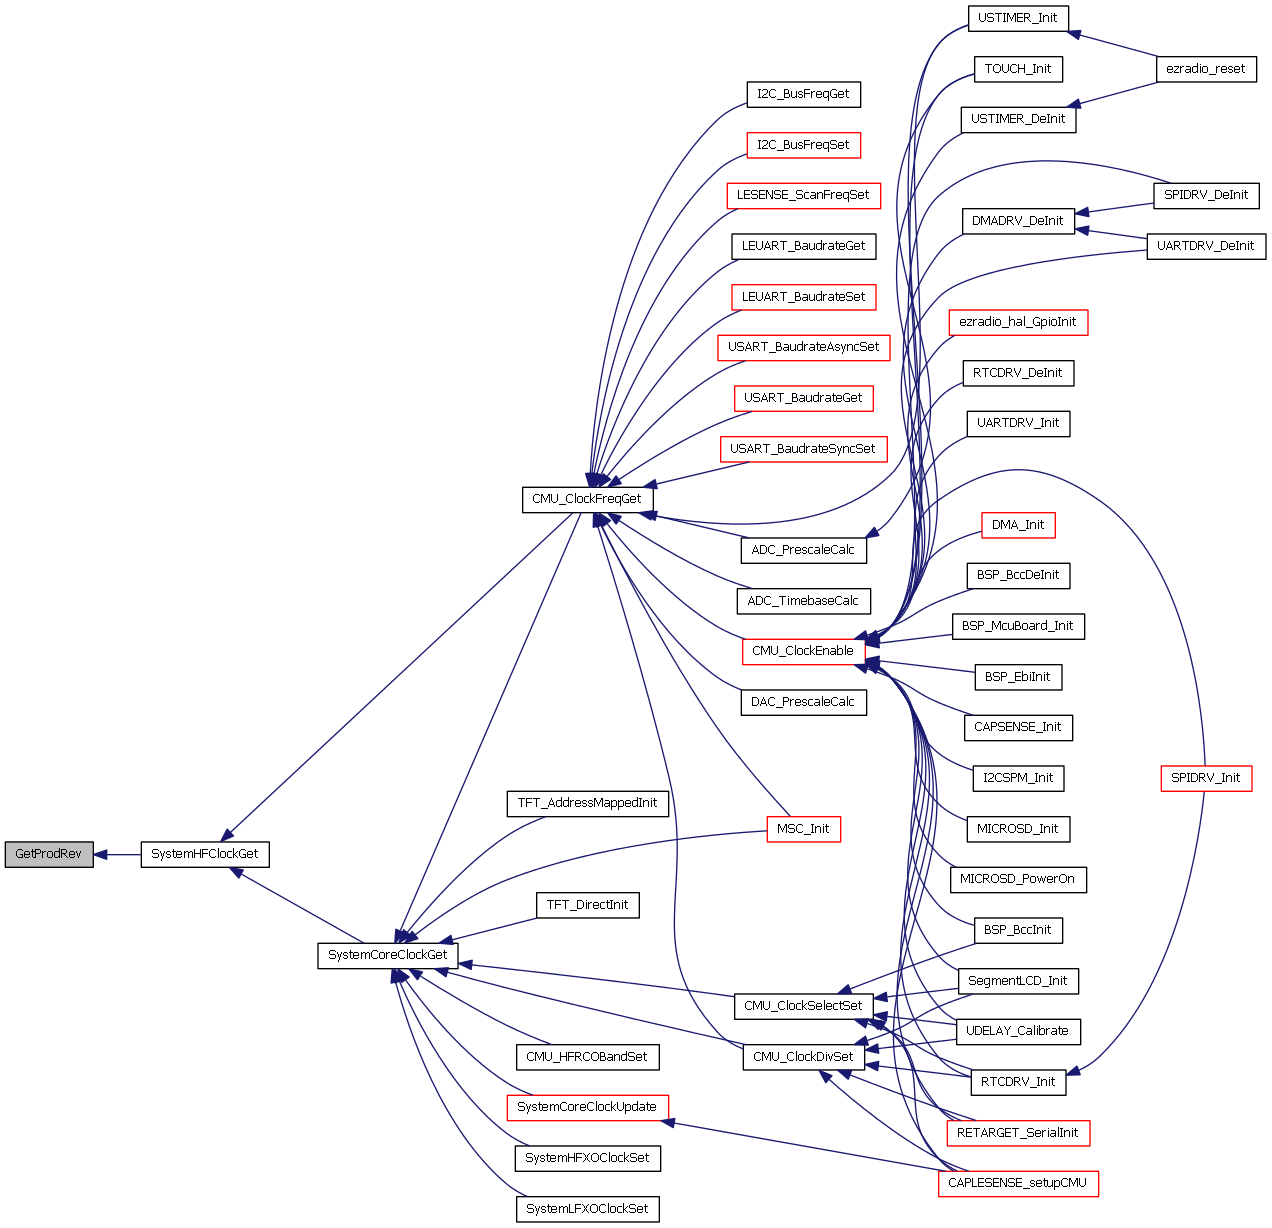 USTIMER_Init
TOUCH_Init
ezradio_reset
I2C_BusFreqGet
USTIMER_DeInit
I2C_BusFreqSet
LESENSE_ScanFreqSet
SPIDRV_DeInit
DMADRV_DeInit
LEUART_BaudrateGet
UARTDRV_DeInit
LEUART_BaudrateSet
ezradio_hal_GpioInit
USART_BaudrateAsyncSet
RTCDRV_DeInit
USART_BaudrateGet
UARTDRV_Init
USART_BaudrateSyncSet
CMU_ClockFreqGet
DMA_Init
ADC_PrescaleCalc
BSP_BccDeInit
ADC_TimebaseCalc
BSP_McuBoard_Init
CMU_ClockEnable
BSP_EbiInit
DAC_PrescaleCalc
CAPSENSE_Init
I2CSPM_Init
SPIDRV_Init
TFT_AddressMappedInit
MSC_Init
MICROSD_Init
GetProdRev
SystemHFClockGet
MICROSD_PowerOn
TFT_DirectInit
BSP_BccInit
SystemCoreClockGet
SegmentLCD_Init
CMU_ClockSelectSet
UDELAY_Calibrate
CMU_HFRCOBandSet
CMU_ClockDivSet
RTCDRV_Init
SystemCoreClockUpdate
RETARGET_SerialInit
SystemHFXOClockSet
CAPLESENSE_setupCMU
SystemLFXOClockSet